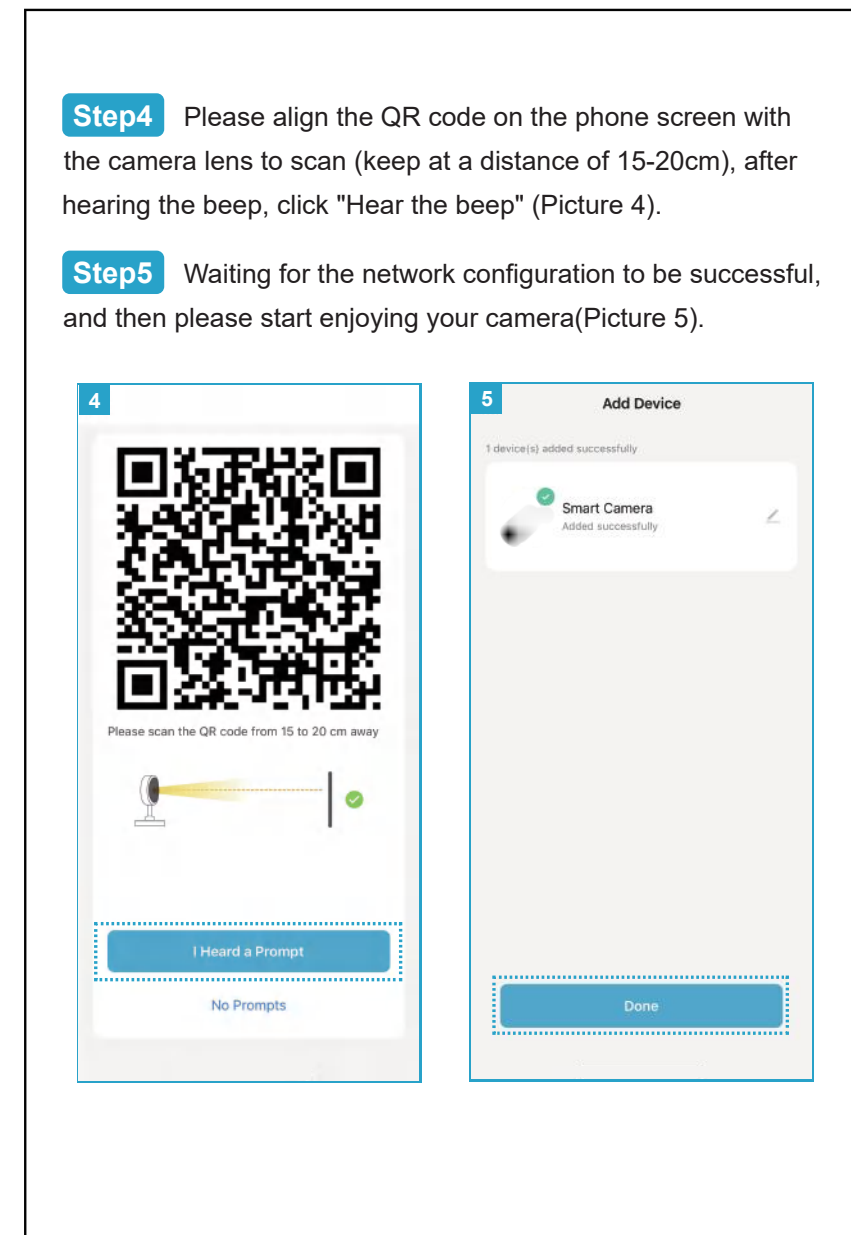 Step4 Please align the QR code on the phone screen with
the camera lens to scan (keep at a distance of 15-20cm), after
hearing the beep, click "Hear the beep" (Picture 4).
Step5 Waiting for the network configuration to be successful,
and then please start enjoying your camera(Picture 5).
4
Please scan the QR code from 15 to 20 cm away
I Heard a Prompt
No Prompts
5
Add Device
1 device(s) added successfully
Smart Camera
Added successfully
Done